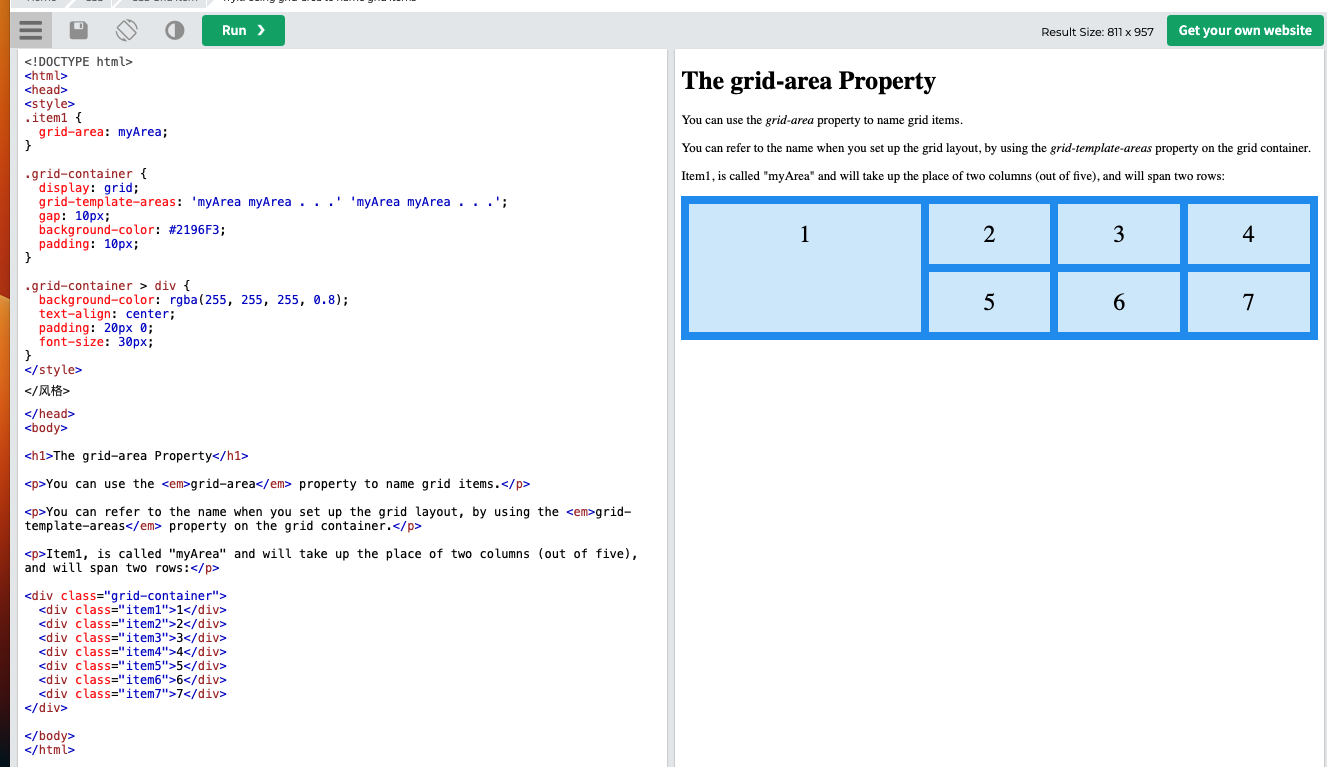 Run ❯
Result Size: 811 x 957
Get your own website
<!DOCTYPE html>
<html>
<head>
<style>
.item1 {
  grid-area: myArea;
}
.grid-container {
  display: grid;
  grid-template-areas: 'myArea myArea . . .' 'myArea myArea . . .';
  gap: 10px;
  background-color: #2196F3;
  padding: 10px;
}
.grid-container > div {
  background-color: rgba(255, 255, 255, 0.8);
  text-align: center;
  padding: 20px 0;
  font-size: 30px;
}
</style>
</风格>
</head>
<body>
<h1>The grid-area Property</h1>
<p>You can use the <em>grid-area</em> property to name grid items.</p>
<p>You can refer to the name when you set up the grid layout, by using the <em>grid-
template-areas</em> property on the grid container.</p>
<p>Item1, is called "myArea" and will take up the place of two columns (out of five),
and will span two rows:</p>
<div class="grid-container">
  <div class="item1">1</div>
  <div class="item2">2</div>
  <div class="item3">3</div>
  <div class="item4">4</div>
  <div class="item5">5</div>
  <div class="item6">6</div>
  <div class="item7">7</div>
</div>
</body>
</html>
The grid-area Property
You can use the grid-area property to name grid items.
You can refer to the name when you set up the grid layout, by using the grid-template-areas property on the grid container.
Item1, is called "myArea" and will take up the place of two columns (out of five), and will span two rows:
1 2 3 4
5 6 7